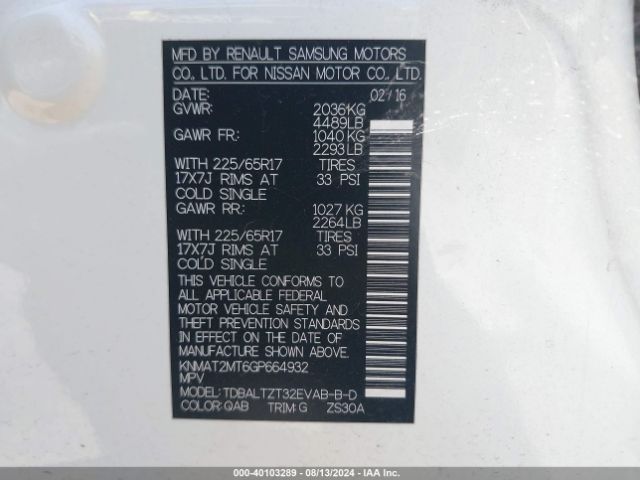 MFD BY RENAULT SAMSUNG MOTORS
CO., LTD. FOR NISSAN MOTOR CO., LTD.
DATE: 02/16
GVWR: 2036KG
4489LB
GAWR FR: 1040 KG
2293LB
WITH 225/65R17 TIRES
17X7J RIMS AT 33 PSI
COLD SINGLE
GAWR RR: 1027 KG
2264LB
WITH 225/65R17 TIRES
17X7J RIMS AT 33 PSI
COLD SINGLE
THIS VEHICLE CONFORMS TO
ALL APPLICABLE FEDERAL
MOTOR VEHICLE SAFETY AND
THEFT PREVENTION STANDARDS
IN EFFECT ON THE DATE OF
MANUFACTURE SHOWN ABOVE.
KNMAT2MT6GP664932
MPV
MODEL: TDBALTZT32EVAB-B-D
COLOR: QAB TRIM: G ZS30A
000-40103289 - 08/13/2024 - IAA Inc.